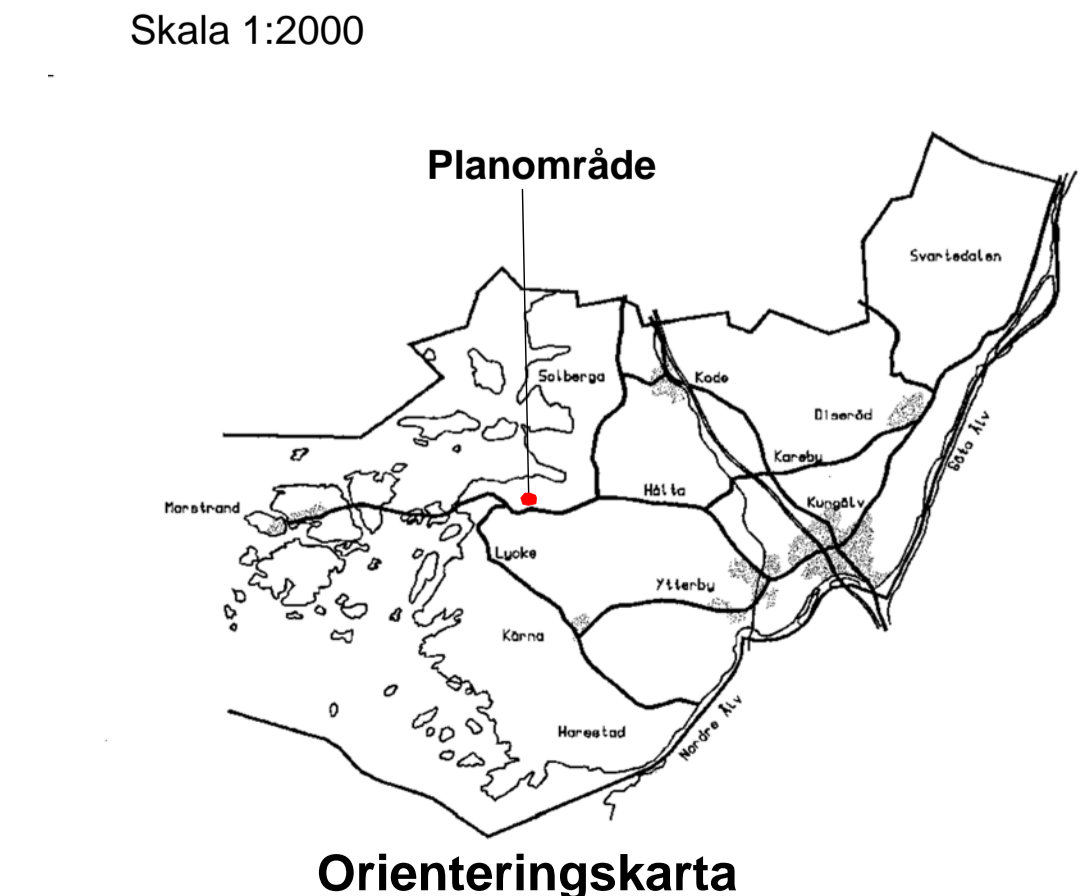 Skala 1:2000
-
Planområde
Svartedalen
Solberga
Kode
Diseröd
Göta Älv
Kareby
Marstrand
Hålta
Kungälv
Lycke
Ytterby
Kärna
Harestad
Nordre Älv
Orienteringskarta